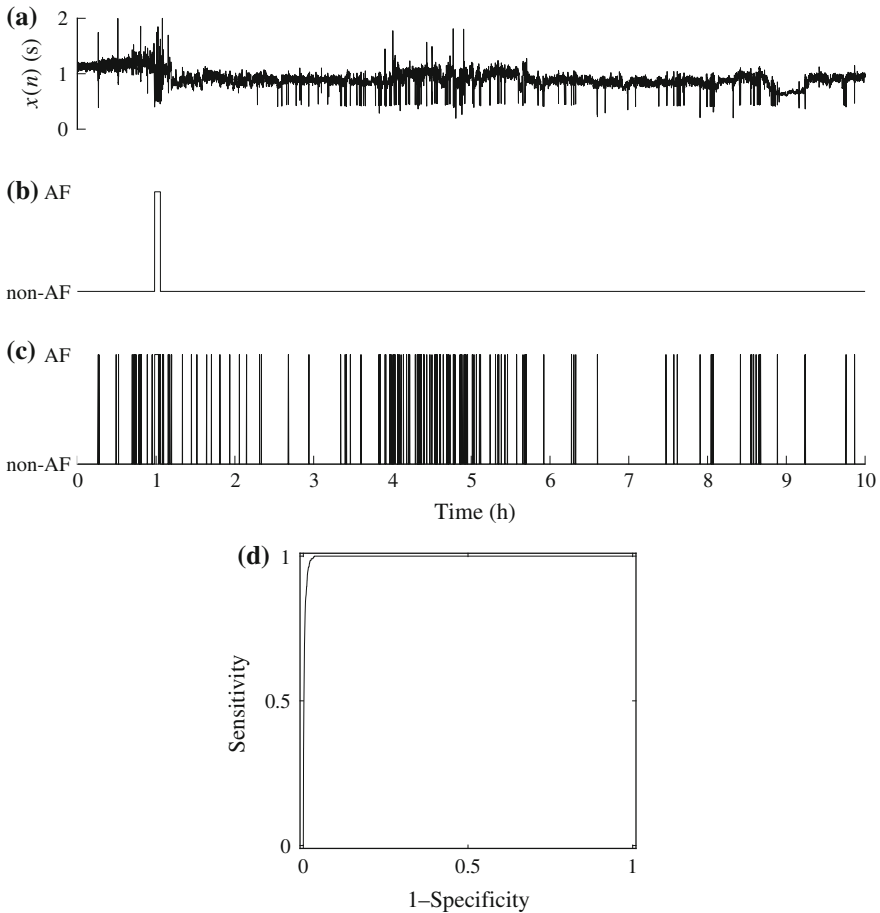 (a)
2
1
0
x(n) (s)
(b) AF
non-AF
(c) AF
non-AF
0 1 2 3 4 5 6 7 8 9 10
Time (h)
(d)
1
0.5
0
Sensitivity
0 0.5 1
1–Specificity